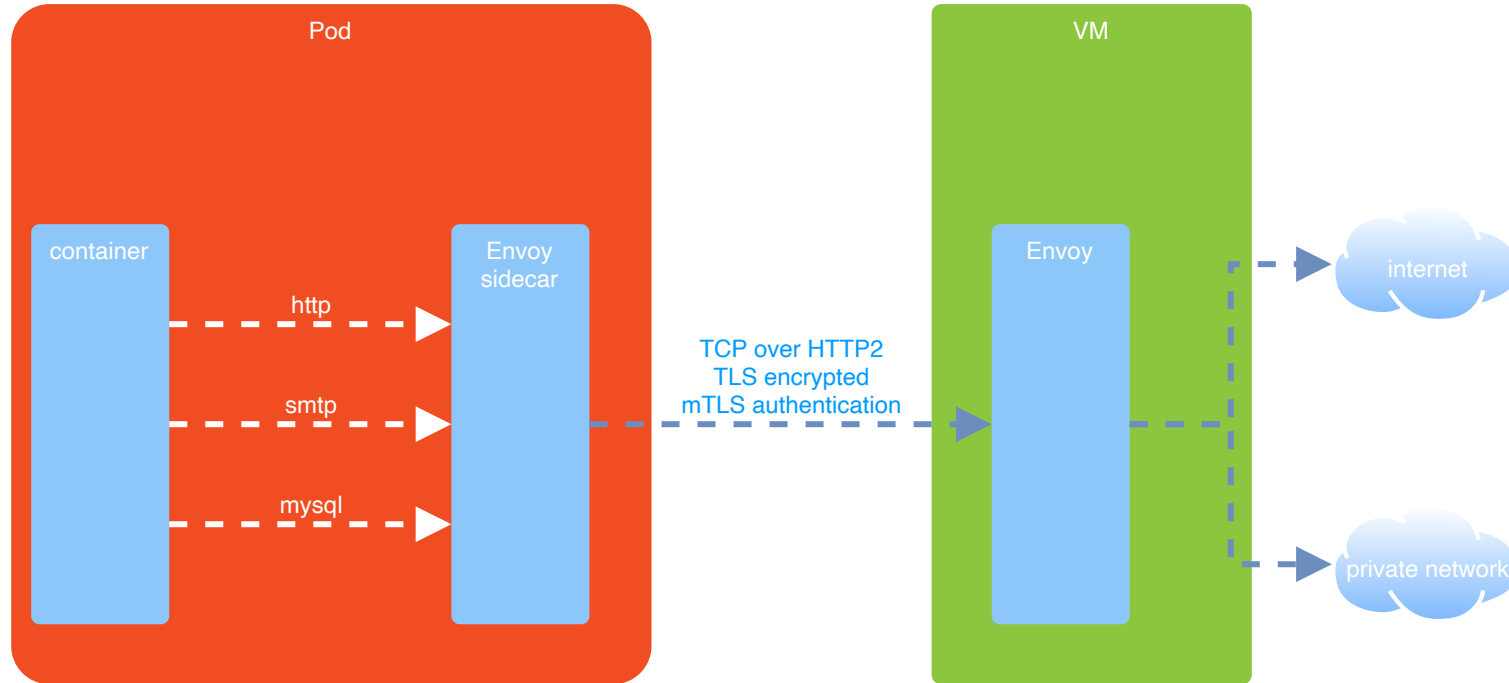 Pod
VM
container
Envoy
sidecar
Envoy
http
smtp
mysql
TCP over HTTP2
TLS encrypted
mTLS authentication
internet
private network